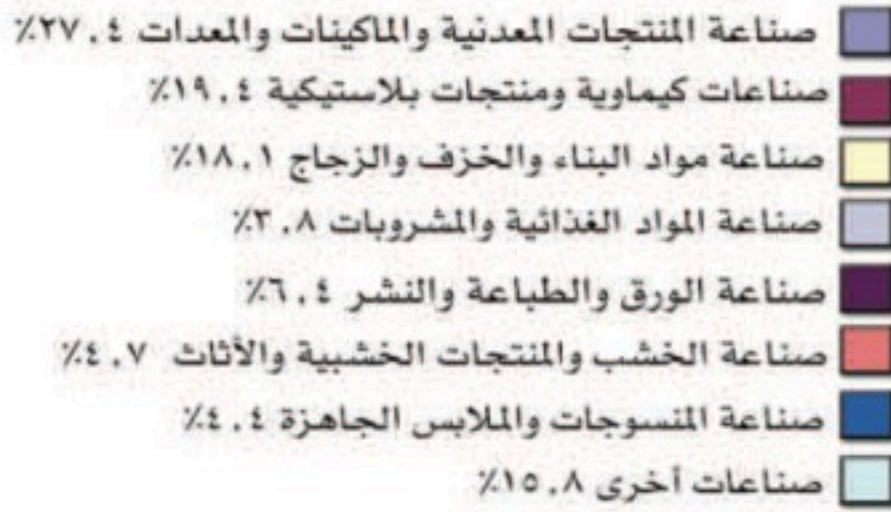 صناعة المنتجات المعدنية والماكينات والمعدات ٢٧,٤٪
صناعات كيماوية ومنتجات بلاستيكية ١٩,٤٪
صناعة مواد البناء والخزف والزجاج ١٨,١٪
صناعة المواد الغذائية والمشروبات ٣,٨٪
صناعة الورق والطباعة والنشر ٦,٤٪
صناعة الخشب والمنتجات الخشبية والأثاث ٤,٧٪
صناعة المنسوجات والملابس الجاهزة ٤,٤٪
صناعات أخرى ١٥,٨٪